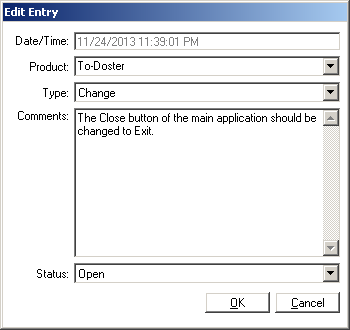 Edit Entry
Date/Time: 11/24/2013 11:39:01 PM
Product: To-Doster
Type: Change
Comments: The Close button of the main application should be
changed to Exit.
Status: Open
OK Cancel